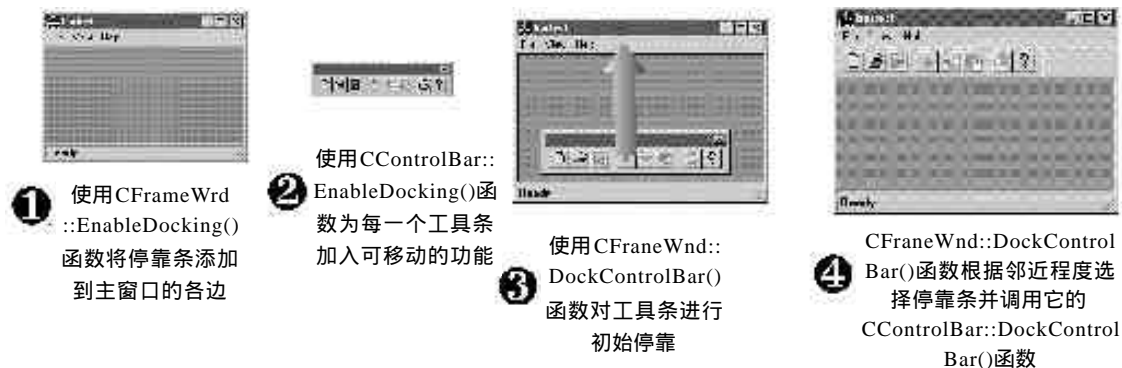 ❶
使用CFrameWrd
::EnableDocking()
函数将停靠条添加
到主窗口的各边
❷
使用CControlBar::
EnableDocking()函
数为每一个工具条
加入可移动的功能
❸
使用CFraneWnd::
DockControlBar()
函数对工具条进行
初始停靠
❹
CFraneWnd::DockControl
Bar()函数根据邻近程度选
择停靠条并调用它的
CControlBar::DockControl
Bar()函数